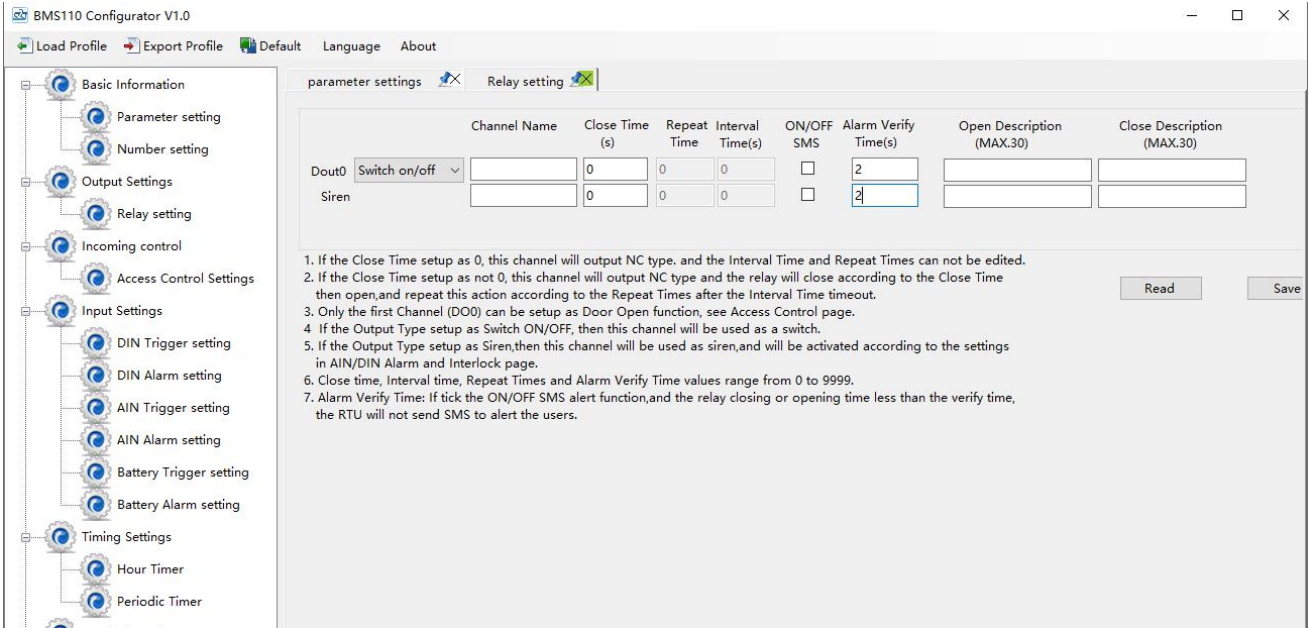 BMS110 Configurator V1.0
Load Profile Export Profile Default Language About
Basic Information
Parameter setting
Number setting
Output Settings
Relay setting
Incoming control
Access Control Settings
Input Settings
DIN Trigger setting
DIN Alarm setting
AIN Trigger setting
AIN Alarm setting
Battery Trigger setting
Battery Alarm setting
Timing Settings
Hour Timer
Periodic Timer
parameter settings Relay setting
Channel Name Close Time Repeat Interval ON/OFF Alarm Verify Open Description Close Description
(s) Time Time(s) SMS Time(s) (MAX.30) (MAX.30)
Dout0 Switch on/off 0 0 0 2
Siren 0 0 0 2
1. If the Close Time setup as 0, this channel will output NC type. and the Interval Time and Repeat Times can not be edited.
2. If the Close Time setup as not 0, this channel will output NC type and the relay will close according to the Close Time
then open,and repeat this action according to the Repeat Times after the Interval Time timeout.
3. Only the first Channel (DO0) can be setup as Door Open function, see Access Control page.
4 If the Output Type setup as Switch ON/OFF, then this channel will be used as a switch.
5. If the Output Type setup as Siren,then this channel will be used as siren,and will be activated according to the settings
in AIN/DIN Alarm and Interlock page.
6. Close time, Interval time, Repeat Times and Alarm Verify Time values range from 0 to 9999.
7. Alarm Verify Time: If tick the ON/OFF SMS alert function,and the relay closing or opening time less than the verify time,
the RTU will not send SMS to alert the users.
Read Save